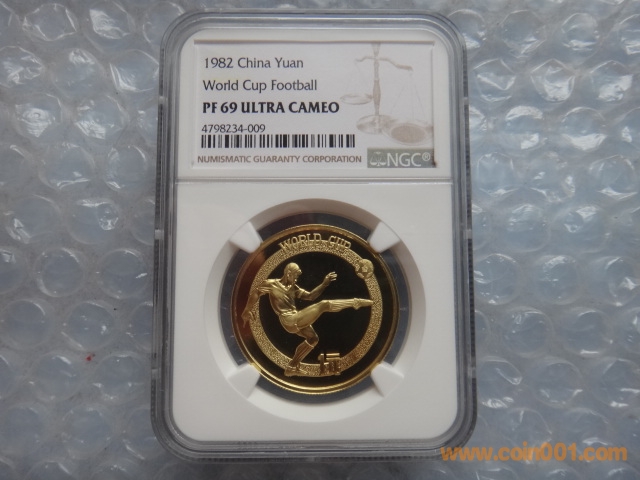 1982 China Yuan
World Cup Football
PF 69 ULTRA CAMEO
4798234-009
NUMISMATIC GUARANTY CORPORATION
NGC®
WORLD CUP
www.coin001.com